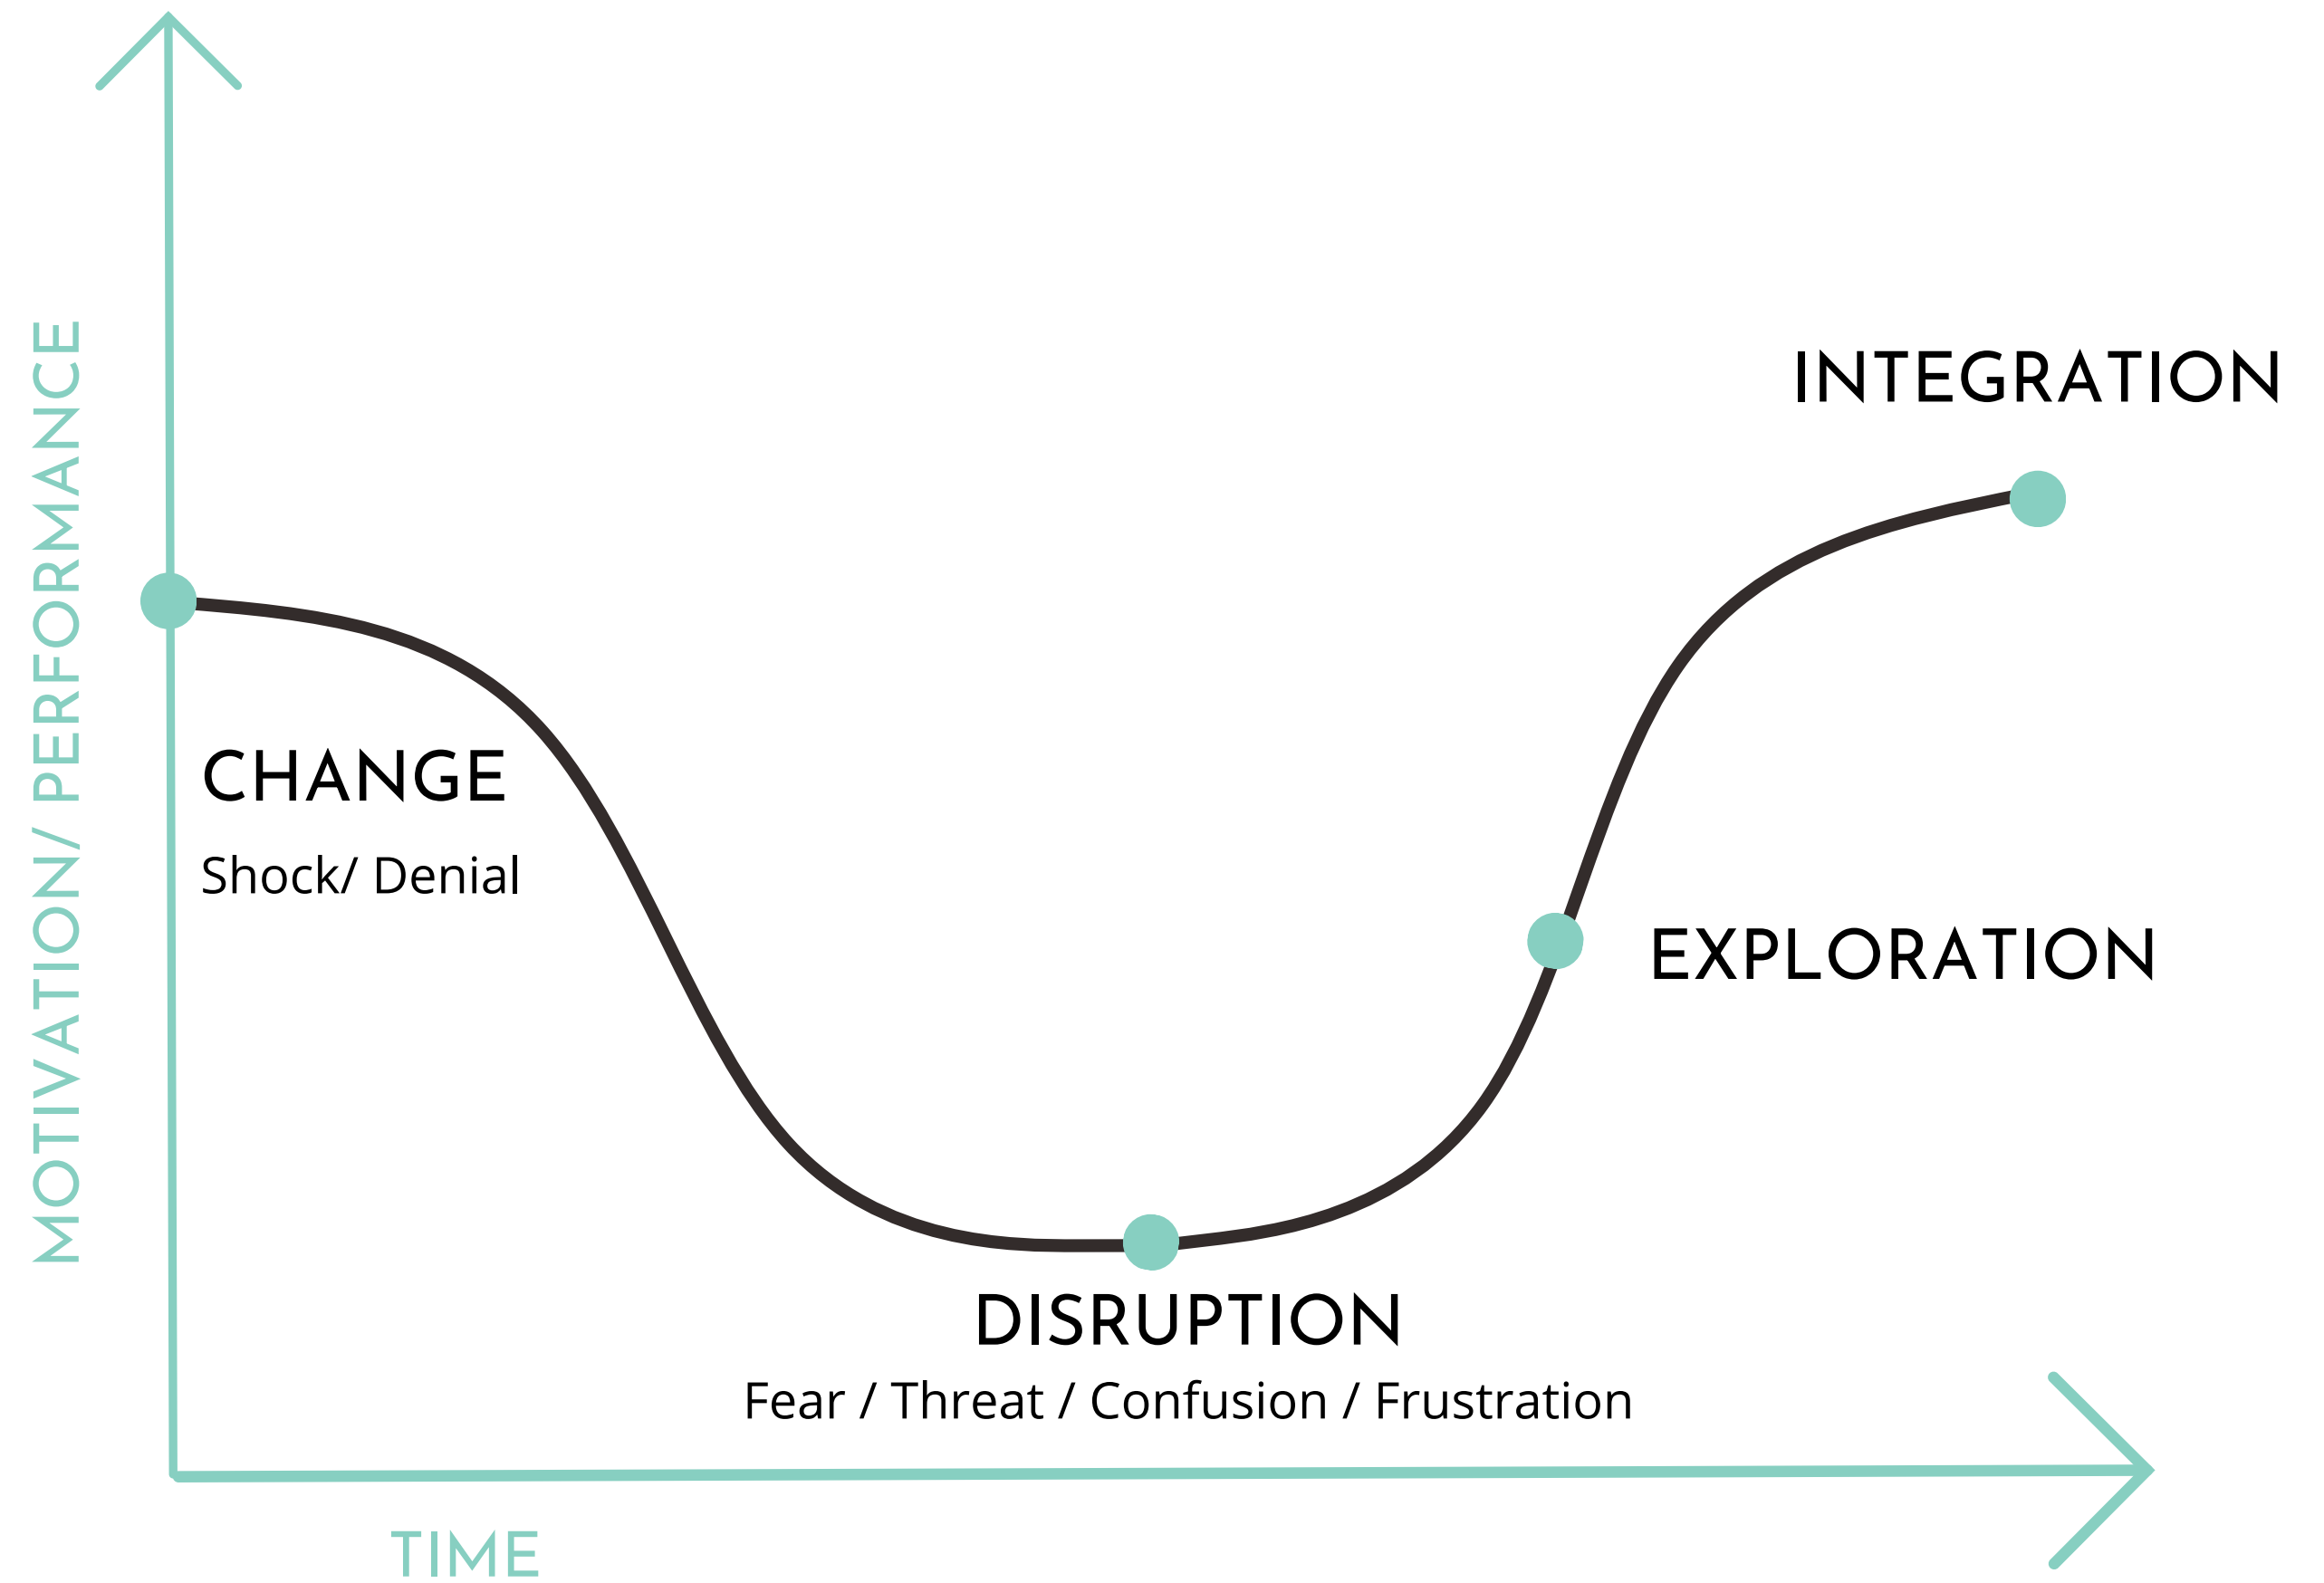 MOTIVATION/ PERFORMANCE
INTEGRATION
CHANGE
Shock/ Denial
EXPLORATION
DISRUPTION
Fear / Threat / Confusion / Frustration
TIME